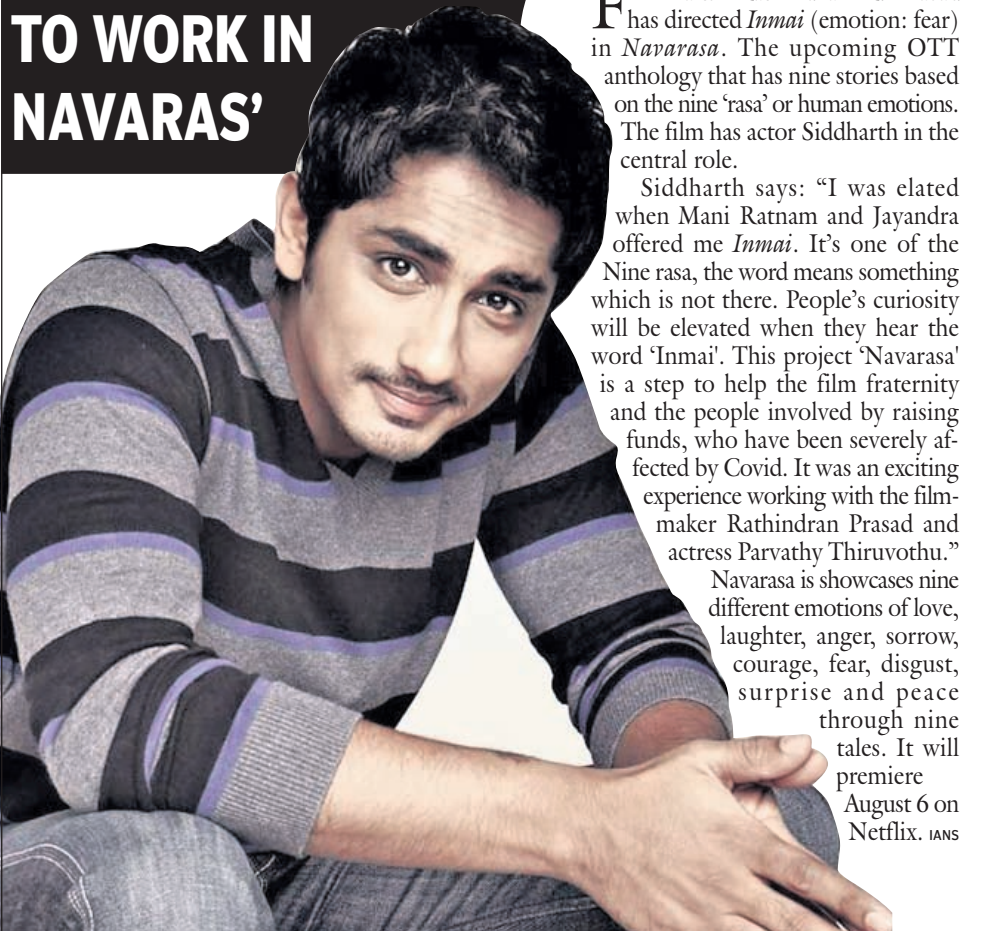 TO WORK IN
NAVARAS’
F
has directed Inmai (emotion: fear)
in Navarasa. The upcoming OTT
anthology that has nine stories based
on the nine ‘rasa’ or human emotions.
The film has actor Siddharth in the
central role.
Siddharth says: “I was elated
when Mani Ratnam and Jayandra
offered me Inmai. It’s one of the
Nine rasa, the word means something
which is not there. People’s curiosity
will be elevated when they hear the
word ‘Inmai'. This project ‘Navarasa'
is a step to help the film fraternity
and the people involved by raising
funds, who have been severely af-
fected by Covid. It was an exciting
experience working with the film-
maker Rathindran Prasad and
actress Parvathy Thiruvothu.”
Navarasa is showcases nine
different emotions of love,
laughter, anger, sorrow,
courage, fear, disgust,
surprise and peace
through nine
tales. It will
premiere
August 6 on
Netflix. IANS